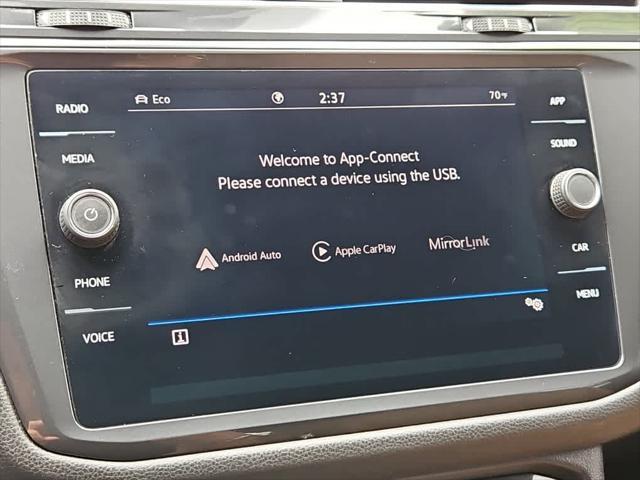 RADIO
MEDIA
PHONE
VOICE
Eco
2:37
70°F
Welcome to App-Connect
Please connect a device using the USB.
Android Auto
Apple CarPlay
MirrorLink
i
APP
SOUND
CAR
MENU